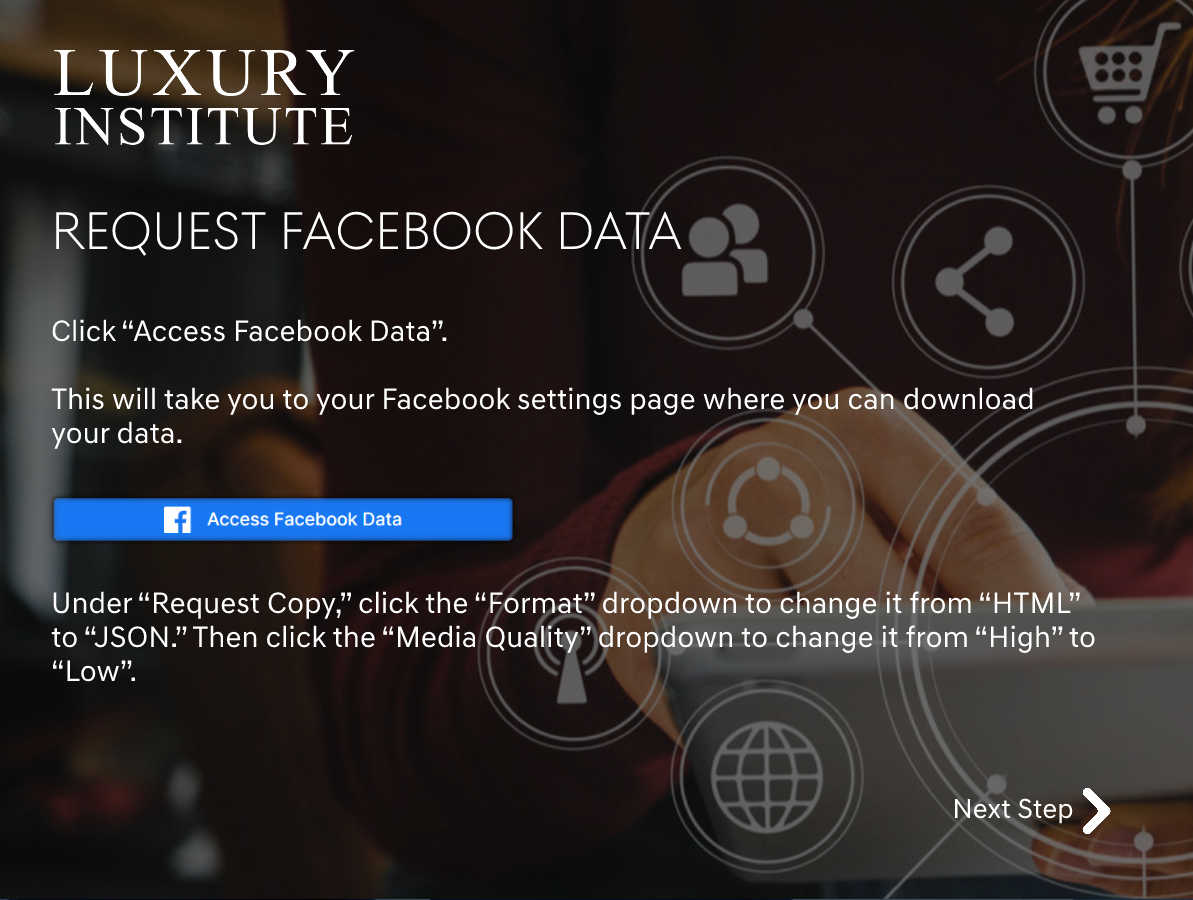 LUXURY
INSTITUTE
REQUEST FACEBOOK DATA
Click “Access Facebook Data”.
This will take you to your Facebook settings page where you can download
your data.
Access Facebook Data
Under “Request Copy,” click the “Format” dropdown to change it from “HTML”
to “JSON.” Then click the “Media Quality” dropdown to change it from “High” to
“Low”.
Next Step